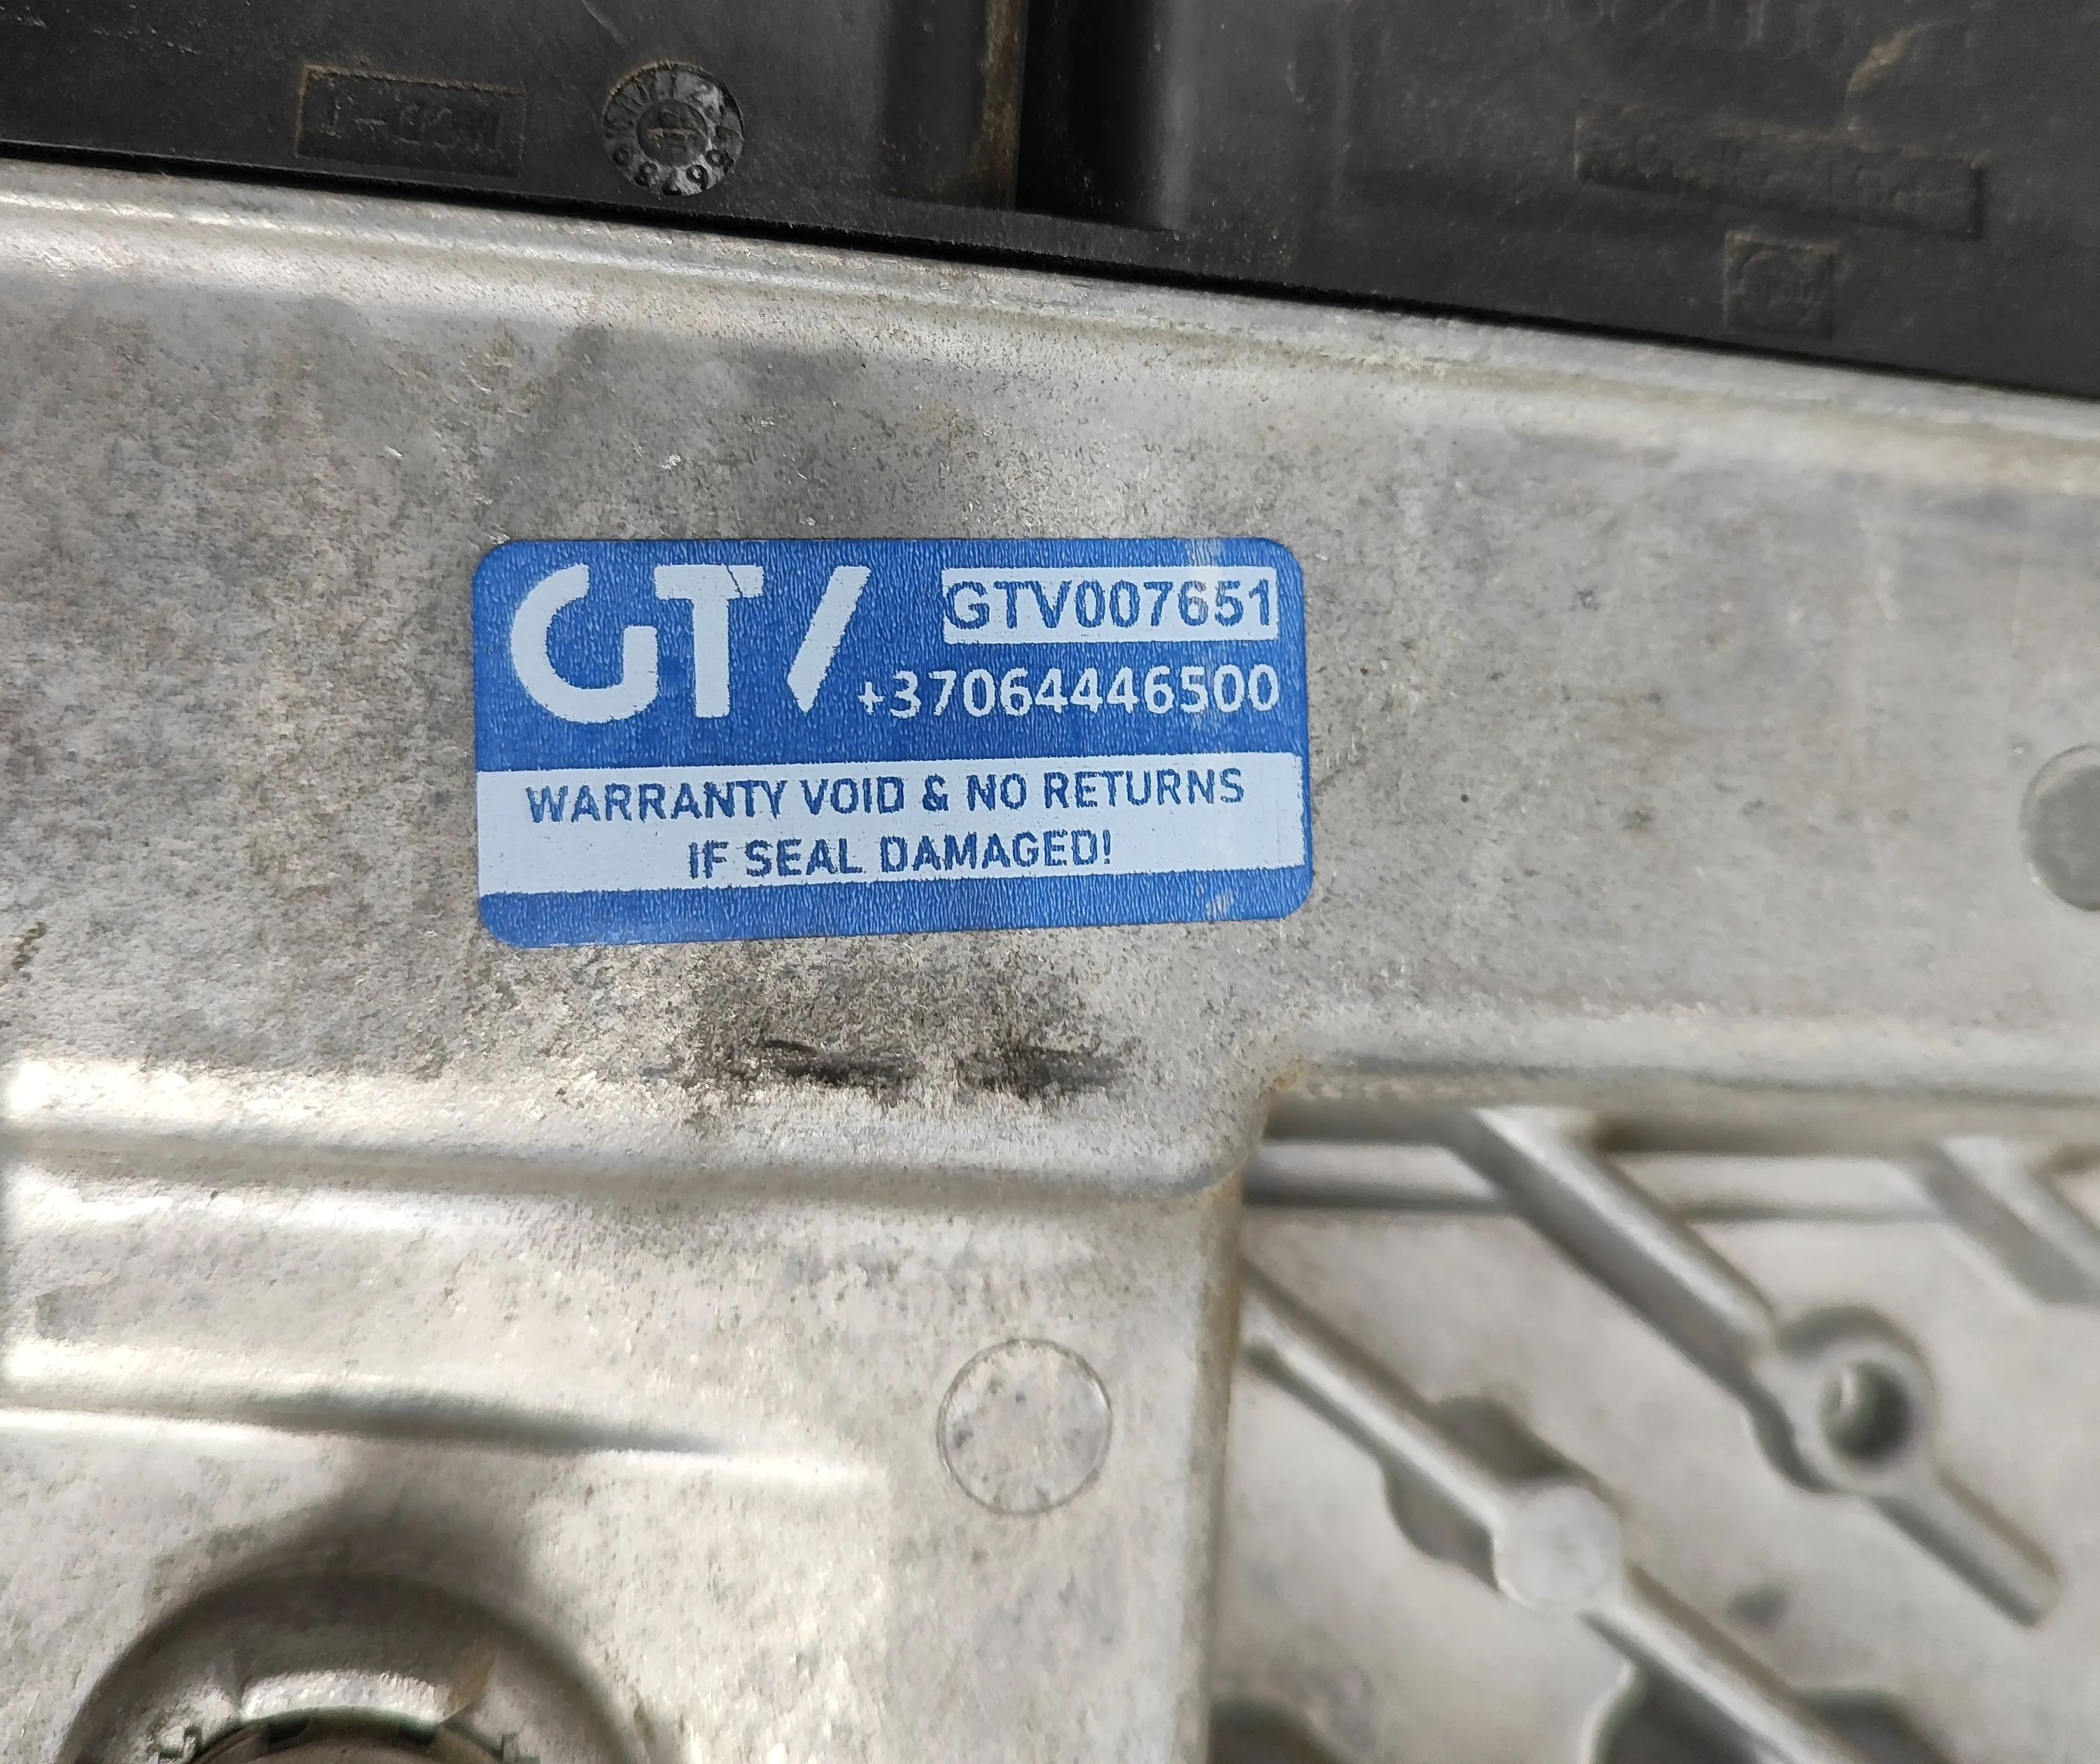 GTV GTV007651
+37064446500
WARRANTY VOID & NO RETURNS
IF SEAL DAMAGED!